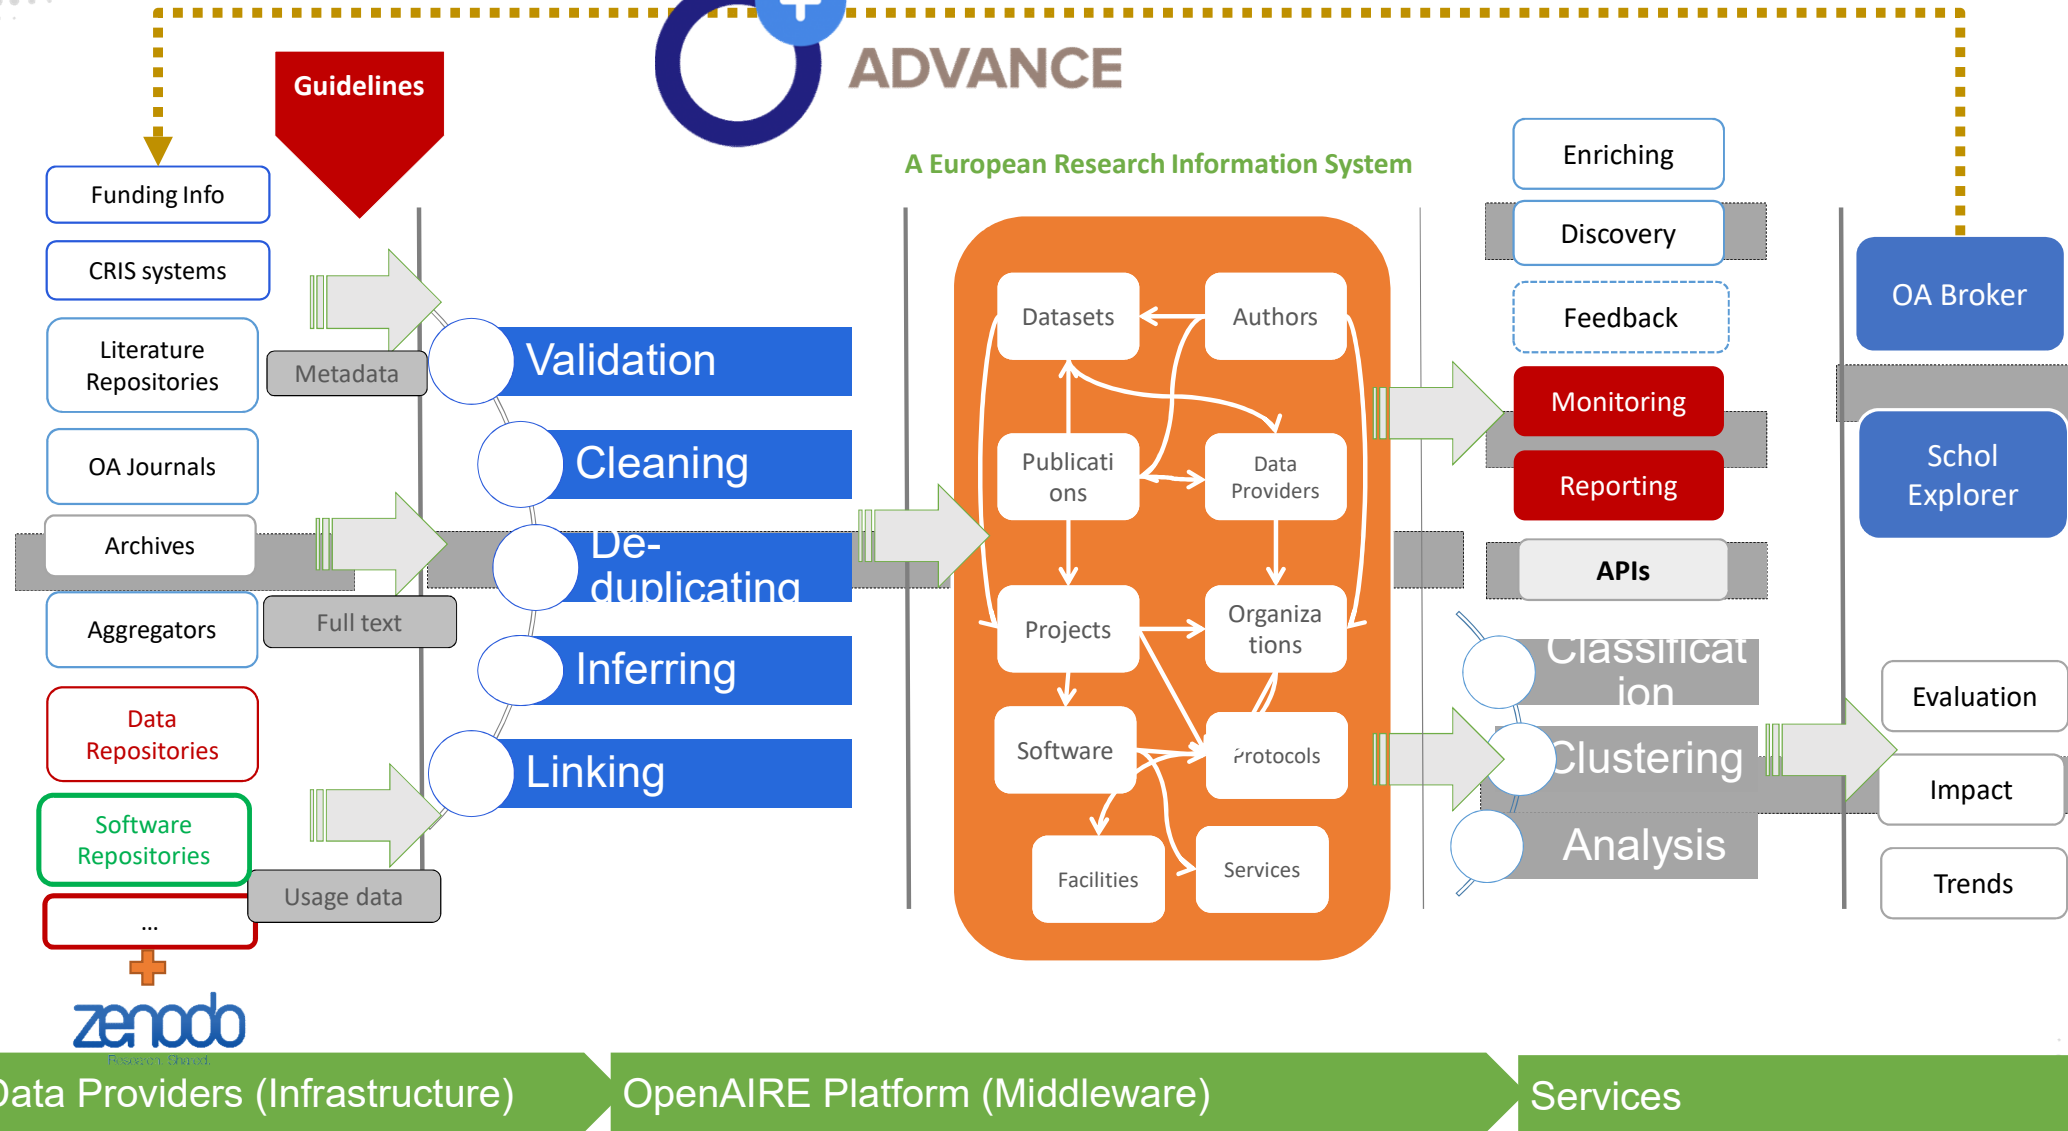 ADVANCE
Guidelines
A European Research Information System
Funding Info
CRIS systems
Literature
Repositories
OA Journals
Archives
Aggregators
Data
Repositories
Software
Repositories
...
zenodo
Research. Shared.
Metadata
Full text
Usage data
Validation
Cleaning
De-
duplicating
Inferring
Linking
Datasets
Authors
Publicati
ons
Data
Providers
Projects
Organiza
tions
Software
Protocols
Facilities
Services
Enriching
Discovery
Feedback
Monitoring
Reporting
APIs
Classificat
ion
Clustering
Analysis
OA Broker
Schol
Explorer
Evaluation
Impact
Trends
Data Providers (Infrastructure)
OpenAIRE Platform (Middleware)
Services